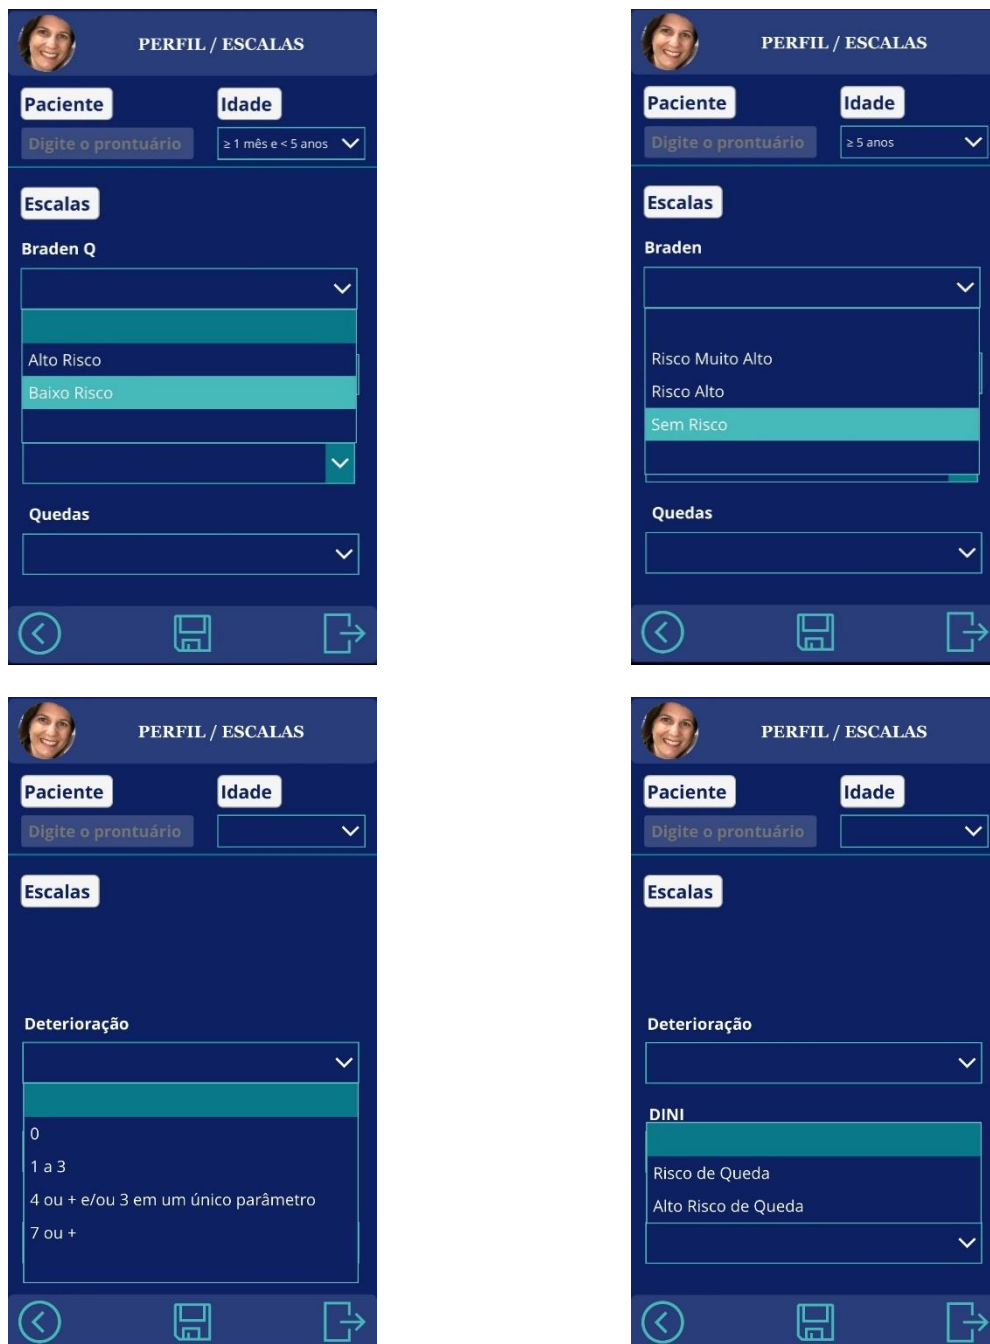 PERFIL / ESCALAS
Paciente Idade
Digite o prontuário ≥ 1 mês e < 5 anos
Escalas
Braden Q
Alto Risco
Baixo Risco
Quedas
PERFIL / ESCALAS
Paciente Idade
Digite o prontuário ≥ 5 anos
Escalas
Braden
Risco Muito Alto
Risco Alto
Sem Risco
Quedas
PERFIL / ESCALAS
Paciente Idade
Digite o prontuário
Escalas
Deterioração
0
1 a 3
4 ou + e/ou 3 em um único parâmetro
7 ou +
PERFIL / ESCALAS
Paciente Idade
Digite o prontuário
Escalas
Deterioração
DINI
Risco de Queda
Alto Risco de Queda